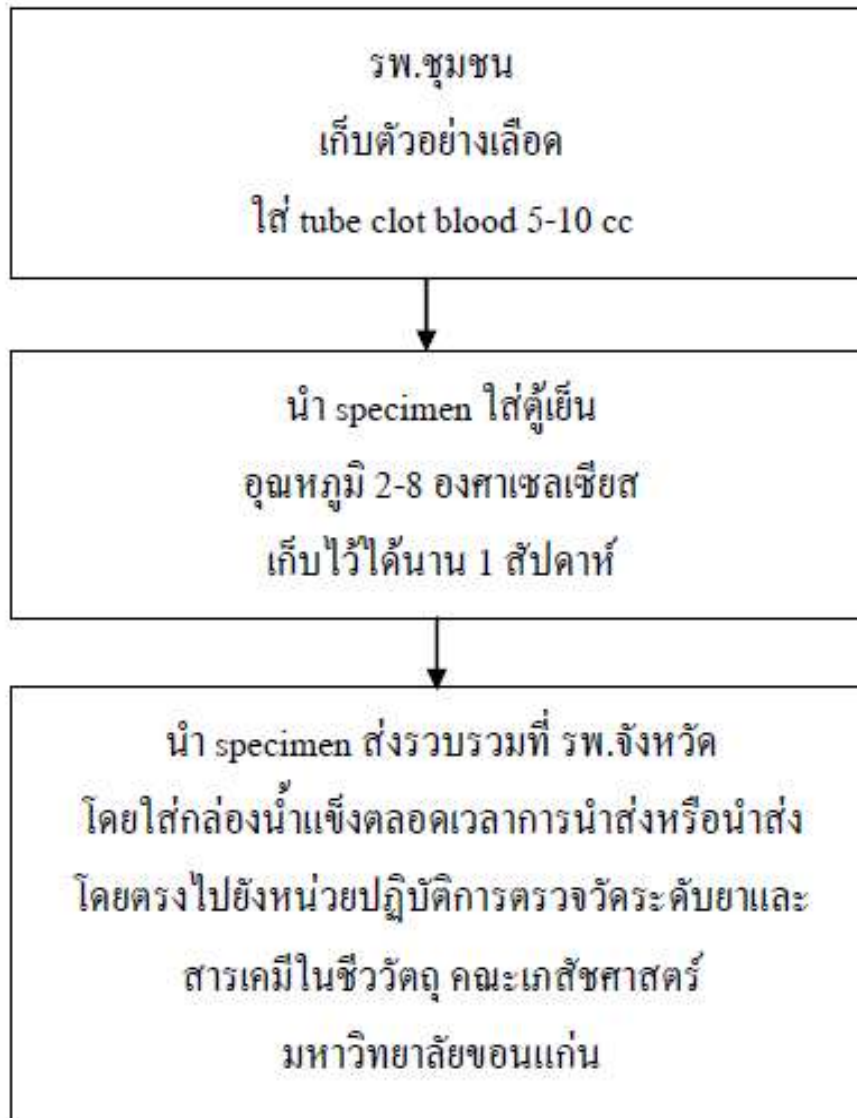 รพ.ชุมชน
เก็บตัวอย่างเลือด
ใส่ tube clot blood 5-10 cc
นำ specimen ใส่ตู้เย็น
อุณหภูมิ 2-8 องศาเซลเซียส
เก็บไว้ได้นาน 1 สัปดาห์
นำ specimen ส่งรวบรวมที่ รพ.จังหวัด
โดยใส่กล่องน้ำแข็งตลอดเวลาการนำส่งหรือนำส่ง
โดยตรงไปยังหน่วยปฏิบัติการตรวจวัดระดับยาและ
สารเคมีในชีววัตถุ คณะเภสัชศาสตร์
มหาวิทยาลัยขอนแก่น